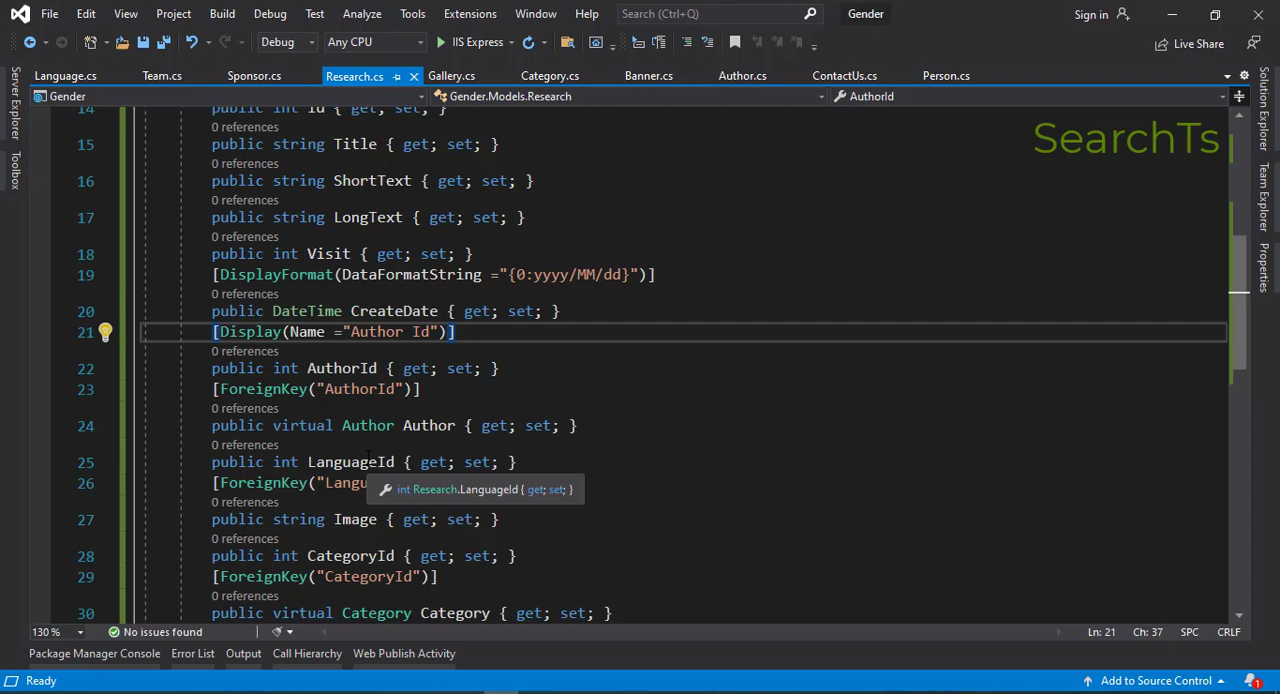 File Edit View Project Build Debug Test Analyze Tools Extensions Window Help Search (Ctrl+Q) Gender Sign in
Debug Any CPU IIS Express Live Share
Language.cs Team.cs Sponsor.cs Research.cs Gallery.cs Category.cs Banner.cs Author.cs ContactUs.cs Person.cs
Gender Gender.Models.Research AuthorId
Server Explorer
Toolbox
Solution Explorer
Team Explorer
Properties
SearchTs
14 public int Id { get; set; }
0 references
15 public string Title { get; set; }
0 references
16 public string ShortText { get; set; }
0 references
17 public string LongText { get; set; }
0 references
18 public int Visit { get; set; }
19 [DisplayFormat(DataFormatString ="{0:yyyy/MM/dd}")]
0 references
20 public DateTime CreateDate { get; set; }
21 [Display(Name ="Author Id")]
0 references
22 public int AuthorId { get; set; }
23 [ForeignKey("AuthorId")]
0 references
24 public virtual Author Author { get; set; }
0 references
25 public int LanguageId { get; set; }
26 [ForeignKey("Langu
int Research.LanguageId { get; set; }
0 references
27 public string Image { get; set; }
0 references
28 public int CategoryId { get; set; }
29 [ForeignKey("CategoryId")]
0 references
30 public virtual Category Category { get; set; }
130 % No issues found Ln: 21 Ch: 37 SPC CRLF
Package Manager Console Error List Output Call Hierarchy Web Publish Activity
Ready Add to Source Control 1